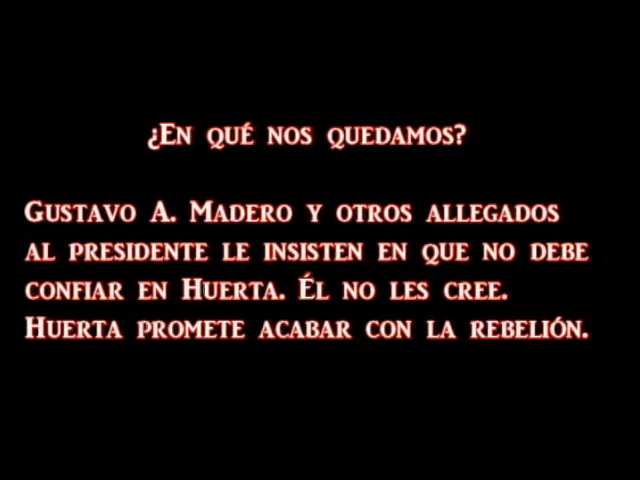 ¿En qué nos quedamos?
Gustavo A. Madero y otros allegados
al presidente le insisten en que no debe
confiar en Huerta. Él no les cree.
Huerta promete acabar con la rebelión.